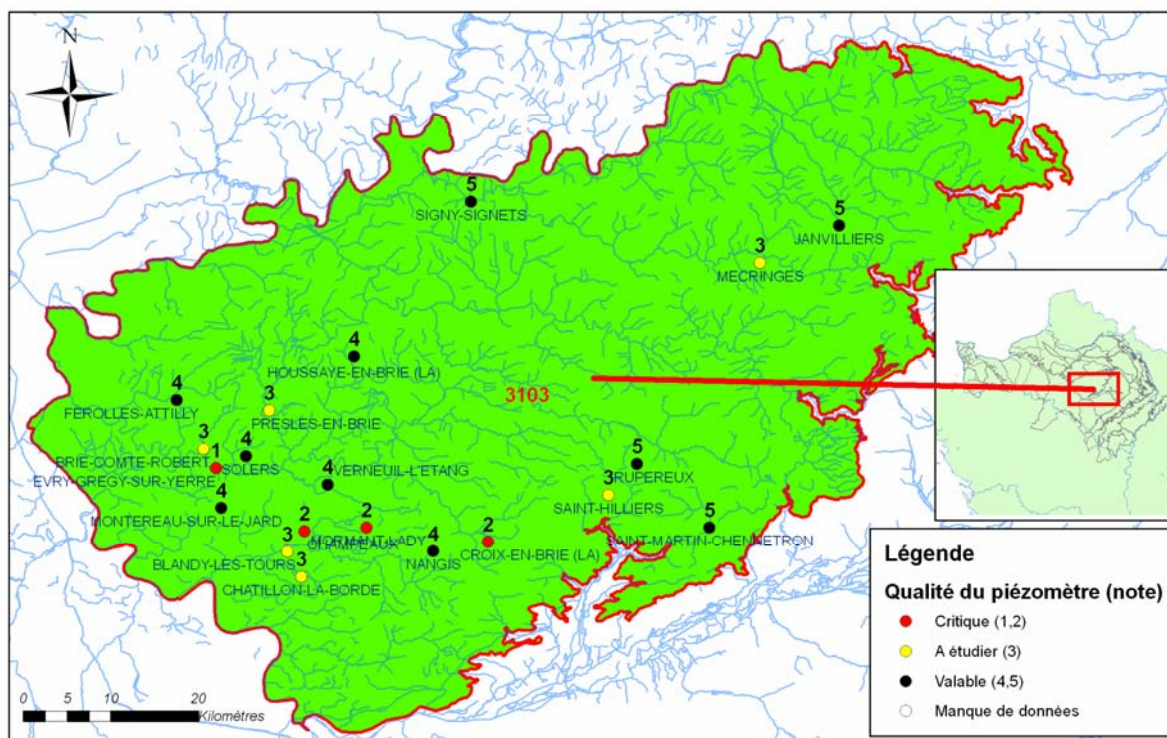 N
5
SIGNY-SIGNETS
5
JANVILLIERS
3
MECRINGES
4
HOUSSAYE-EN-BRIE (LA)
3103
4
FEROLLES-ATTILLY
3
PRESLES-EN-BRIE
3
BRIE-COMTE-ROBERT
4
SOLERS
1
EVRY-GREGY-SUR-YERRE
4
VERNEUIL-L'ETANG
5
RUPEREUX
3
SAINT-HILLIERS
4
MONTEREAU-SUR-LE-JARD
2
CHAMPEAUX
2
MORMANT-LADY
4
NANGIS
2
CROIX-EN-BRIE (LA)
5
SAINT-MARTIN-CHENNETRON
3
BLANDY-LES-TOURS
3
CHATILLON-LA-BORDE
0 5 10 20
Kilomètres
Légende
Qualité du piézomètre (note)
Critique (1,2)
A étudier (3)
Valable (4,5)
Manque de données